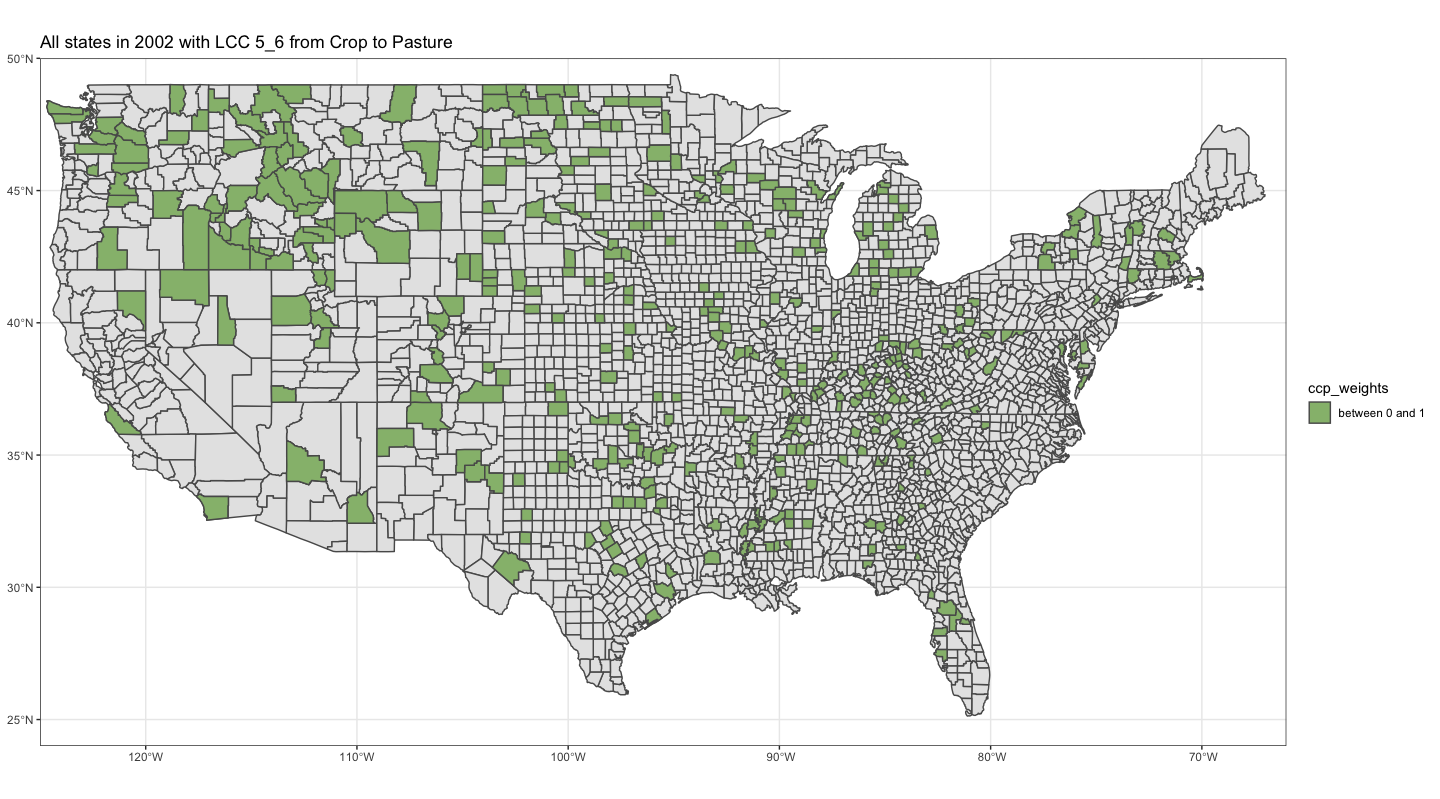 All states in 2002 with LCC 5_6 from Crop to Pasture
50°N
45°N
40°N
35°N
30°N
25°N
120°W 110°W 100°W 90°W 80°W 70°W
ccp_weights
between 0 and 1